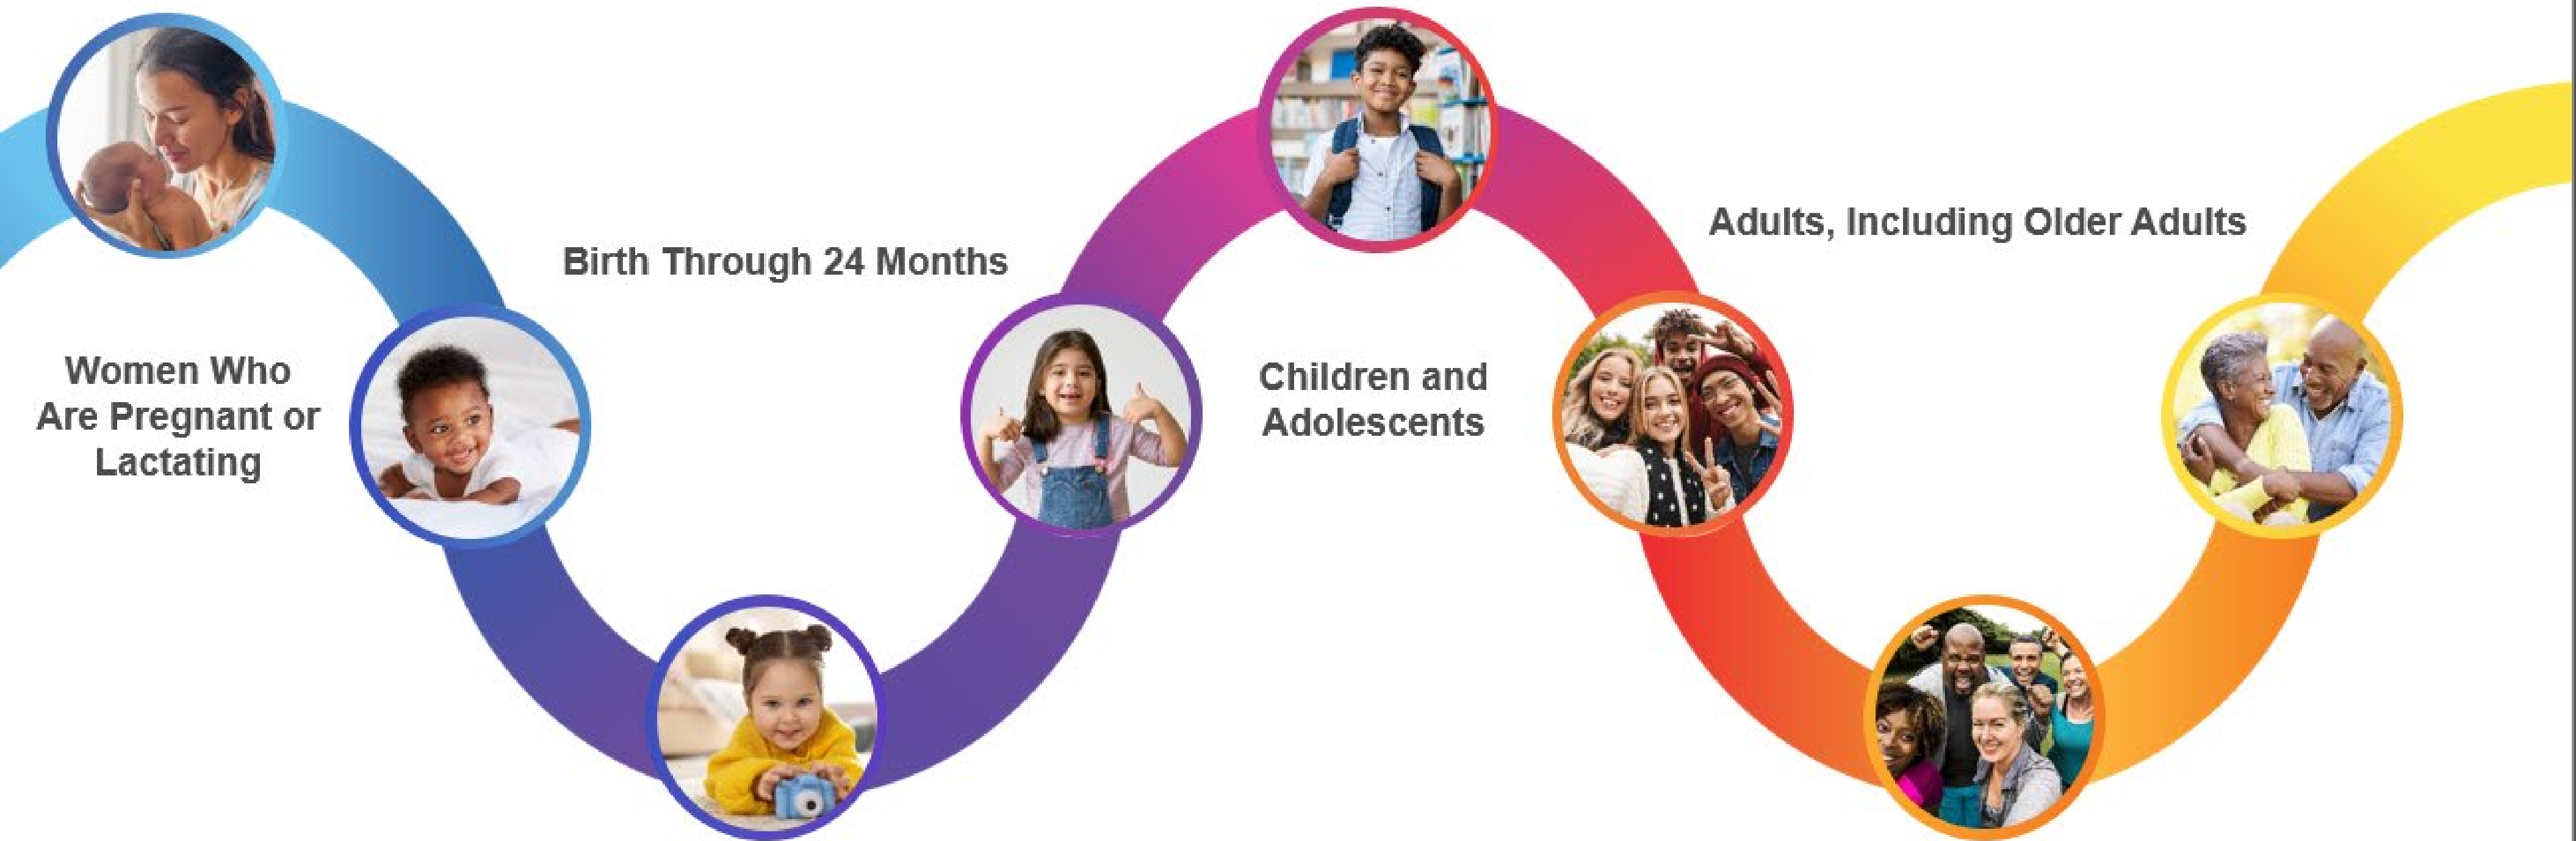 Women Who
Are Pregnant or
Lactating
Birth Through 24 Months
Children and
Adolescents
Adults, Including Older Adults